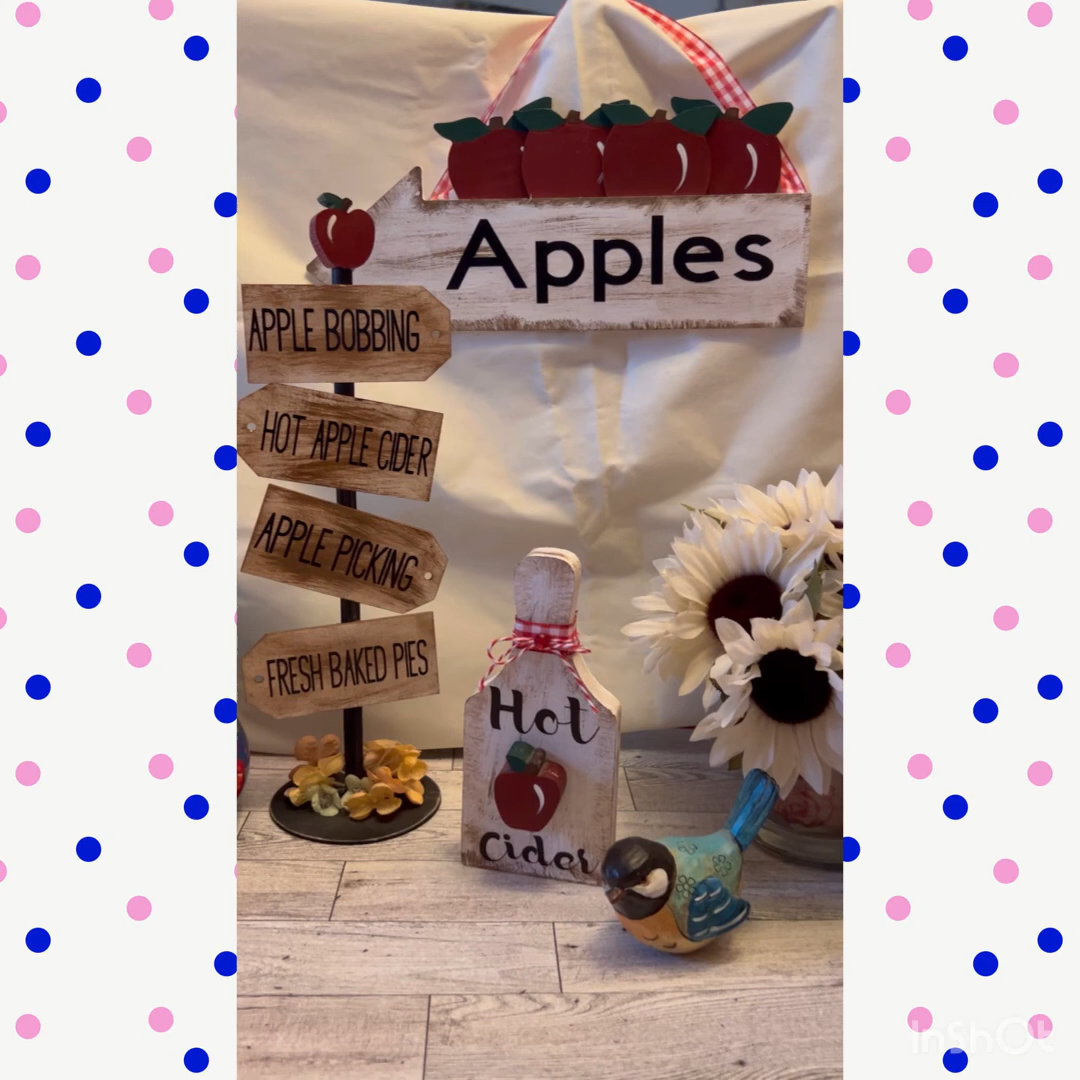 Apples
APPLE BOBBING
HOT APPLE CIDER
APPLE PICKING
FRESH BAKED PIES
Hot
Cider
InShOt